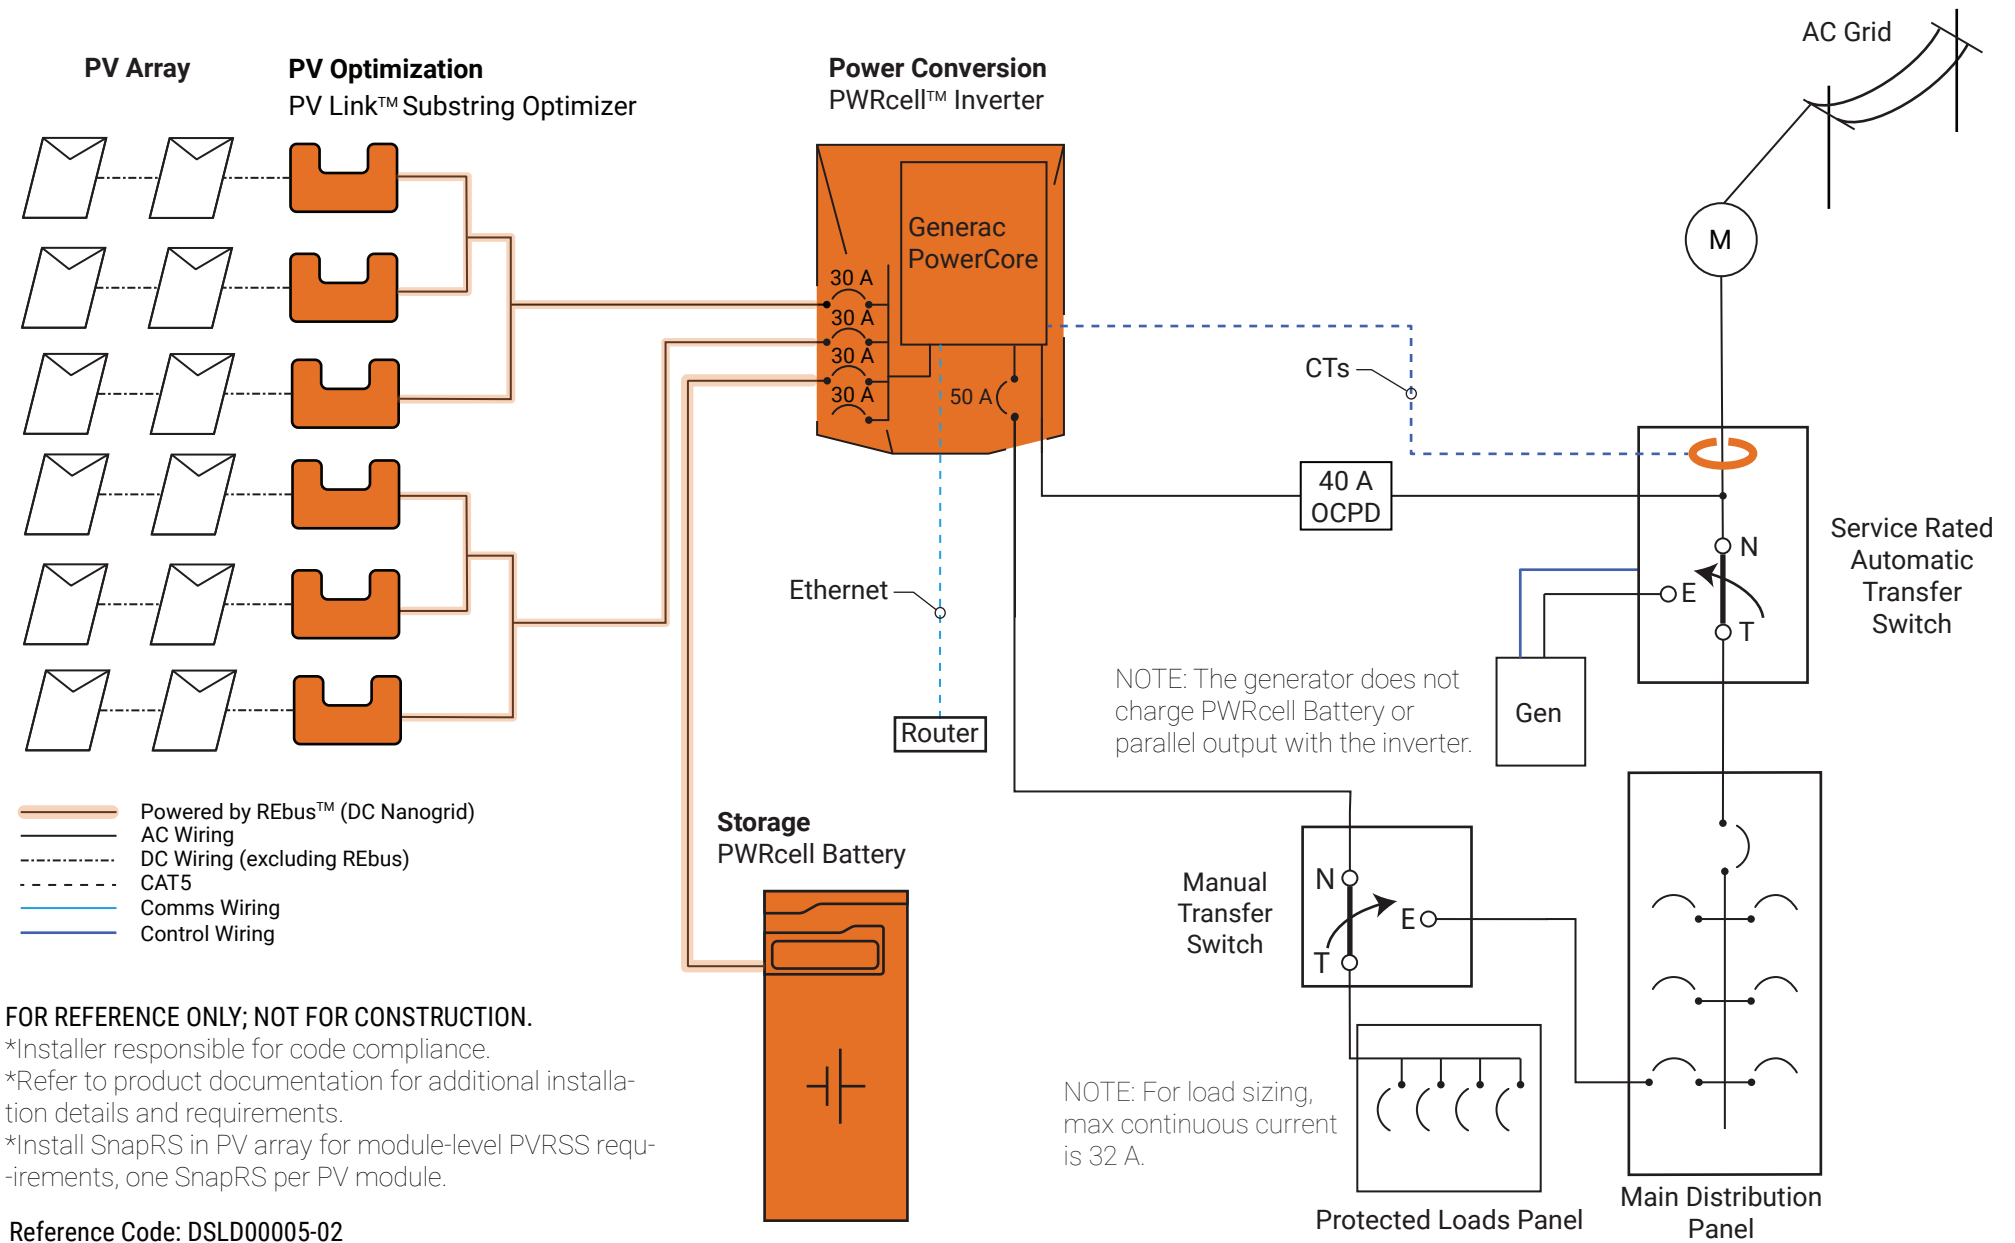 AC Grid
PV Array
PV Optimization
PV Link™ Substring Optimizer
Power Conversion
PWRcell™ Inverter
Generac
PowerCore
30 A
30 A
30 A
30 A
50 A
M
CTs
40 A
OCPD
N
E
T
Service Rated
Automatic
Transfer
Switch
Ethernet
Router
NOTE: The generator does not
charge PWRcell Battery or
parallel output with the inverter.
Gen
Powered by REbus™ (DC Nanogrid)
AC Wiring
DC Wiring (excluding REbus)
CAT5
Comms Wiring
Control Wiring
Storage
PWRcell Battery
Manual
Transfer
Switch
N
E
T
FOR REFERENCE ONLY; NOT FOR CONSTRUCTION.
*Installer responsible for code compliance.
*Refer to product documentation for additional installa-
tion details and requirements.
*Install SnapRS in PV array for module-level PVRSS requ-
-irements, one SnapRS per PV module.
NOTE: For load sizing,
max continuous current
is 32 A.
Protected Loads Panel
Main Distribution
Panel
Reference Code: DSLD00005-02